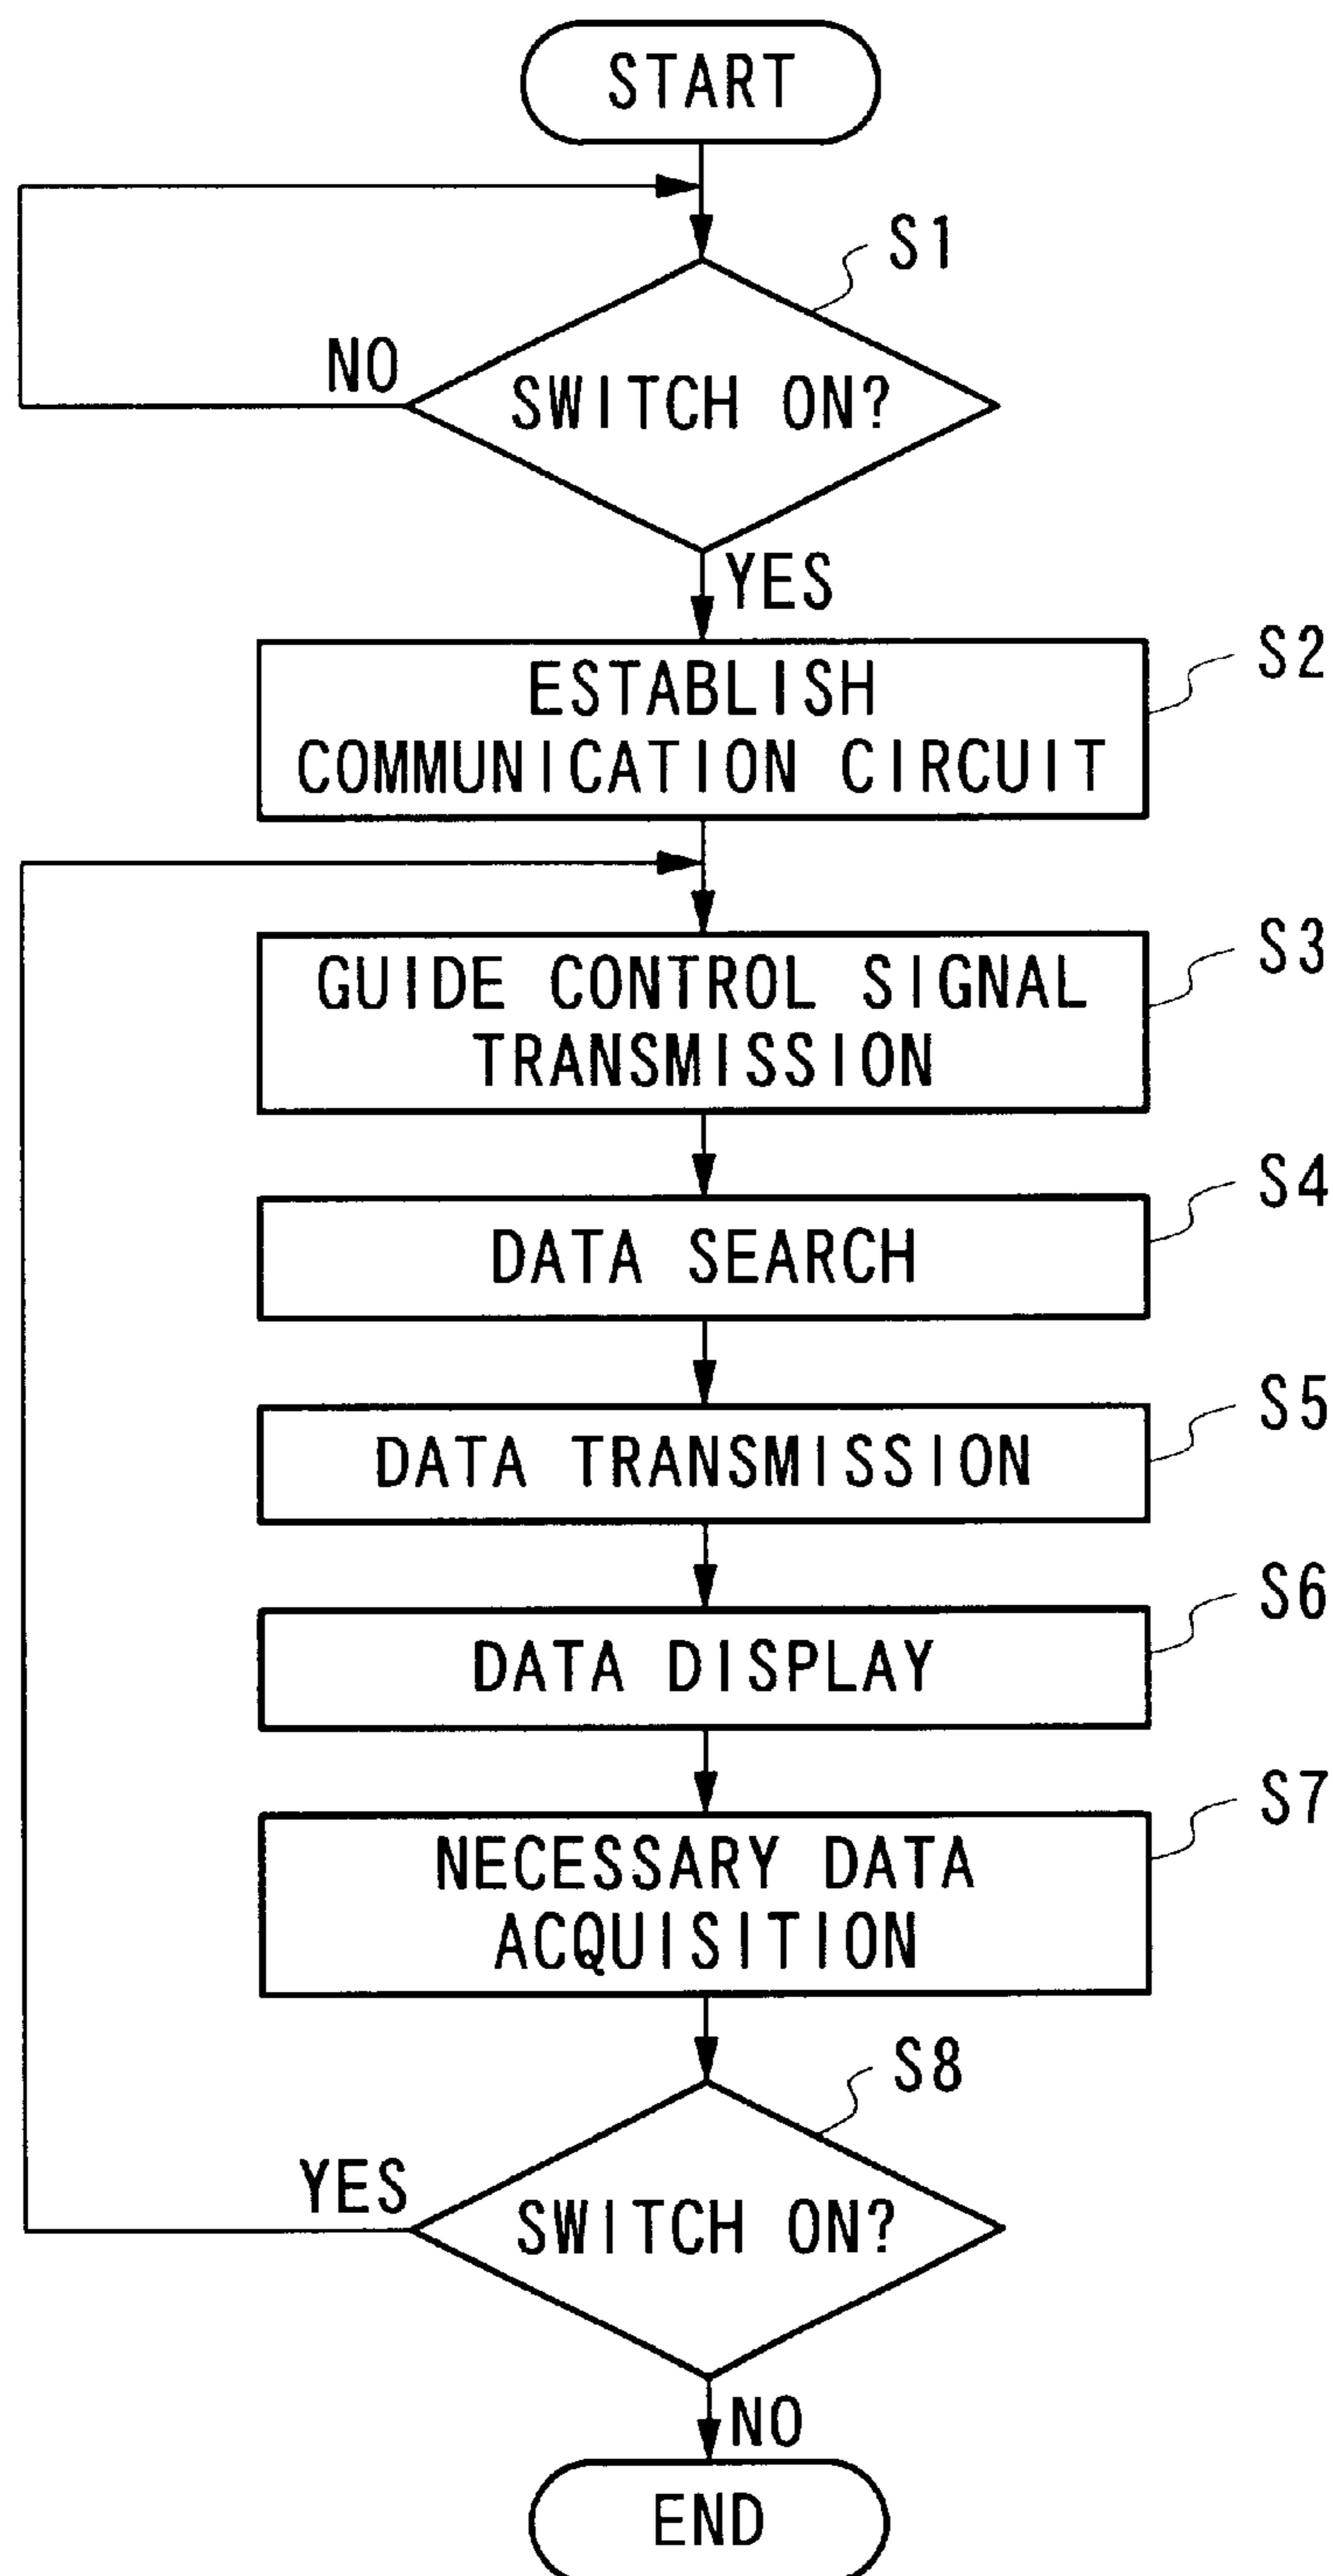 START
S1
NO
SWITCH ON?
YES
S2
ESTABLISH
COMMUNICATION CIRCUIT
S3
GUIDE CONTROL SIGNAL
TRANSMISSION
S4
DATA SEARCH
S5
DATA TRANSMISSION
S6
DATA DISPLAY
S7
NECESSARY DATA
ACQUISITION
S8
YES
SWITCH ON?
NO
END